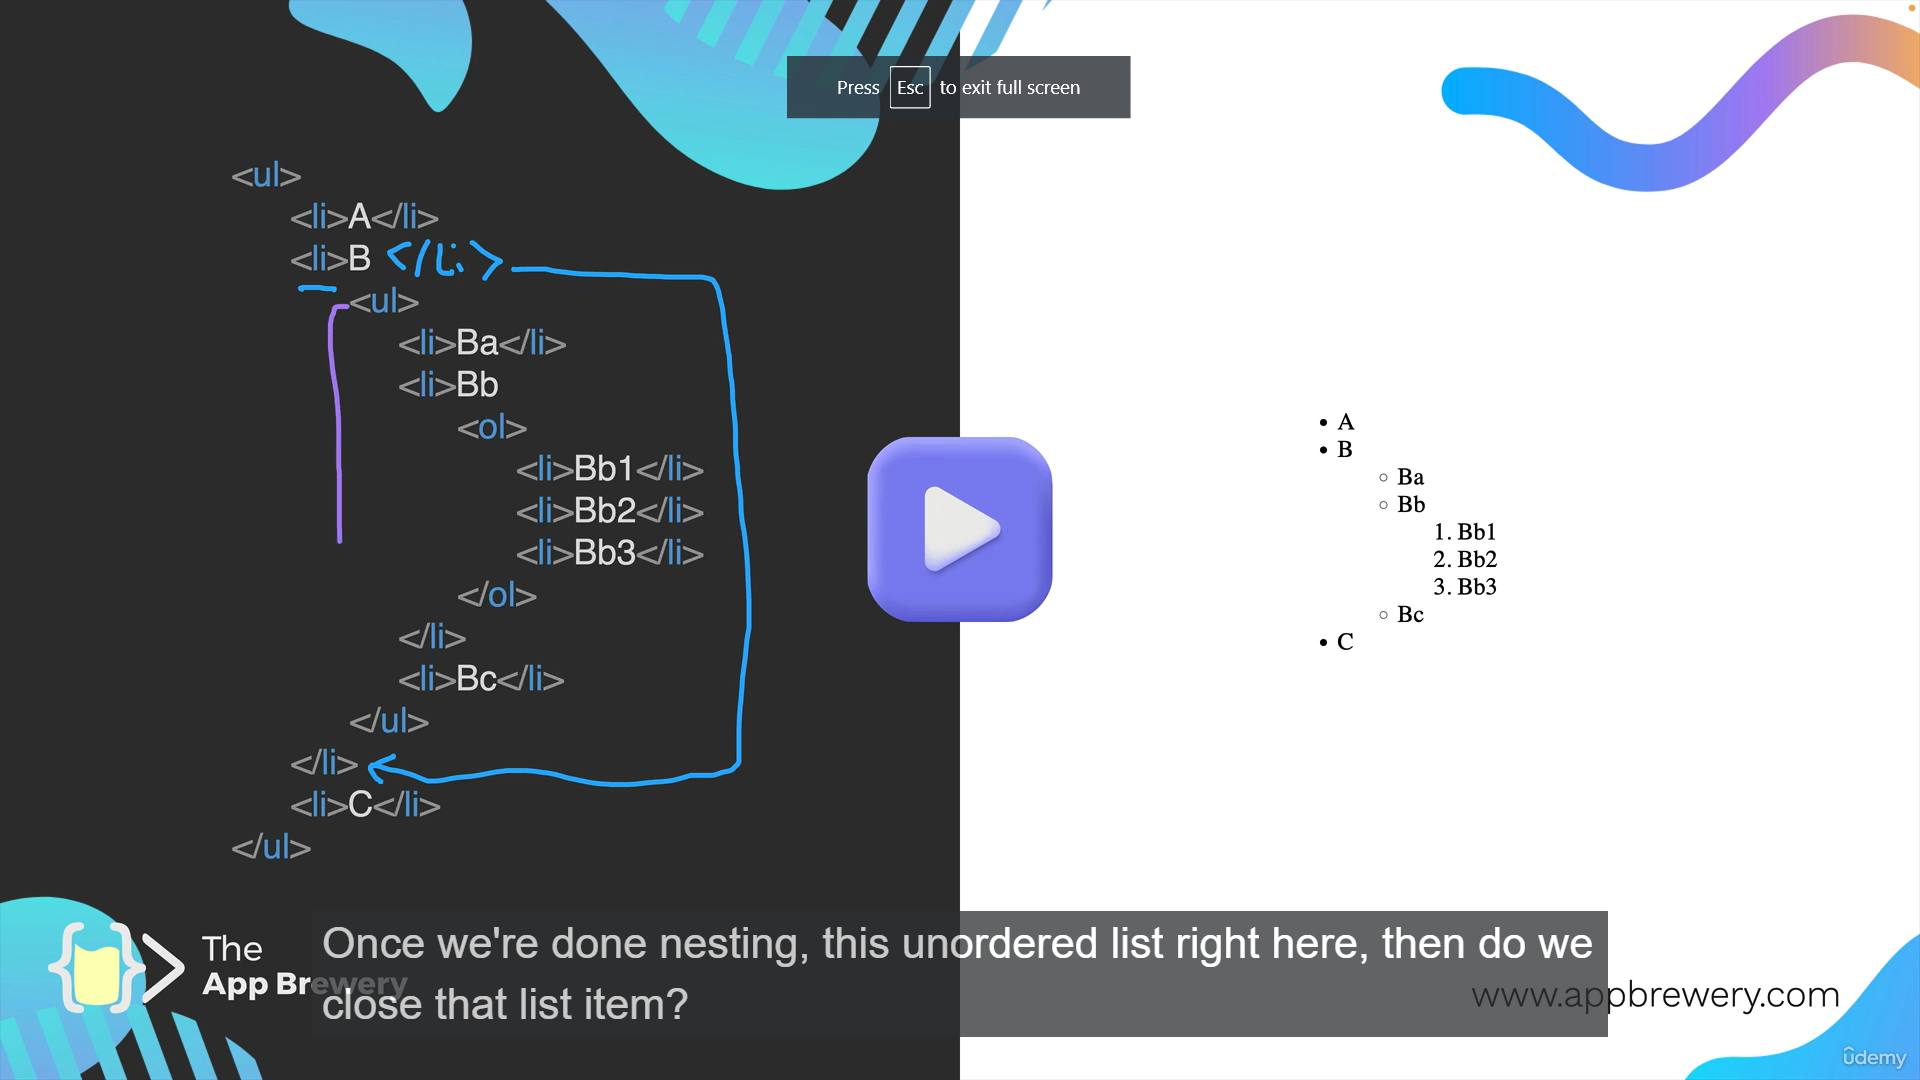 Press Esc to exit full screen
<ul>
<li>A</li>
<li>B </li>
<ul>
<li>Ba</li>
<li>Bb
<ol>
<li>Bb1</li>
<li>Bb2</li>
<li>Bb3</li>
</ol>
</li>
<li>Bc</li>
</ul>
</li>
<li>C</li>
</ul>
• A
• B
○ Ba
○ Bb
1. Bb1
2. Bb2
3. Bb3
○ Bc
• C
The
App Brewery
Once we're done nesting, this unordered list right here, then do we
close that list item?
www.appbrewery.com
ûdemy